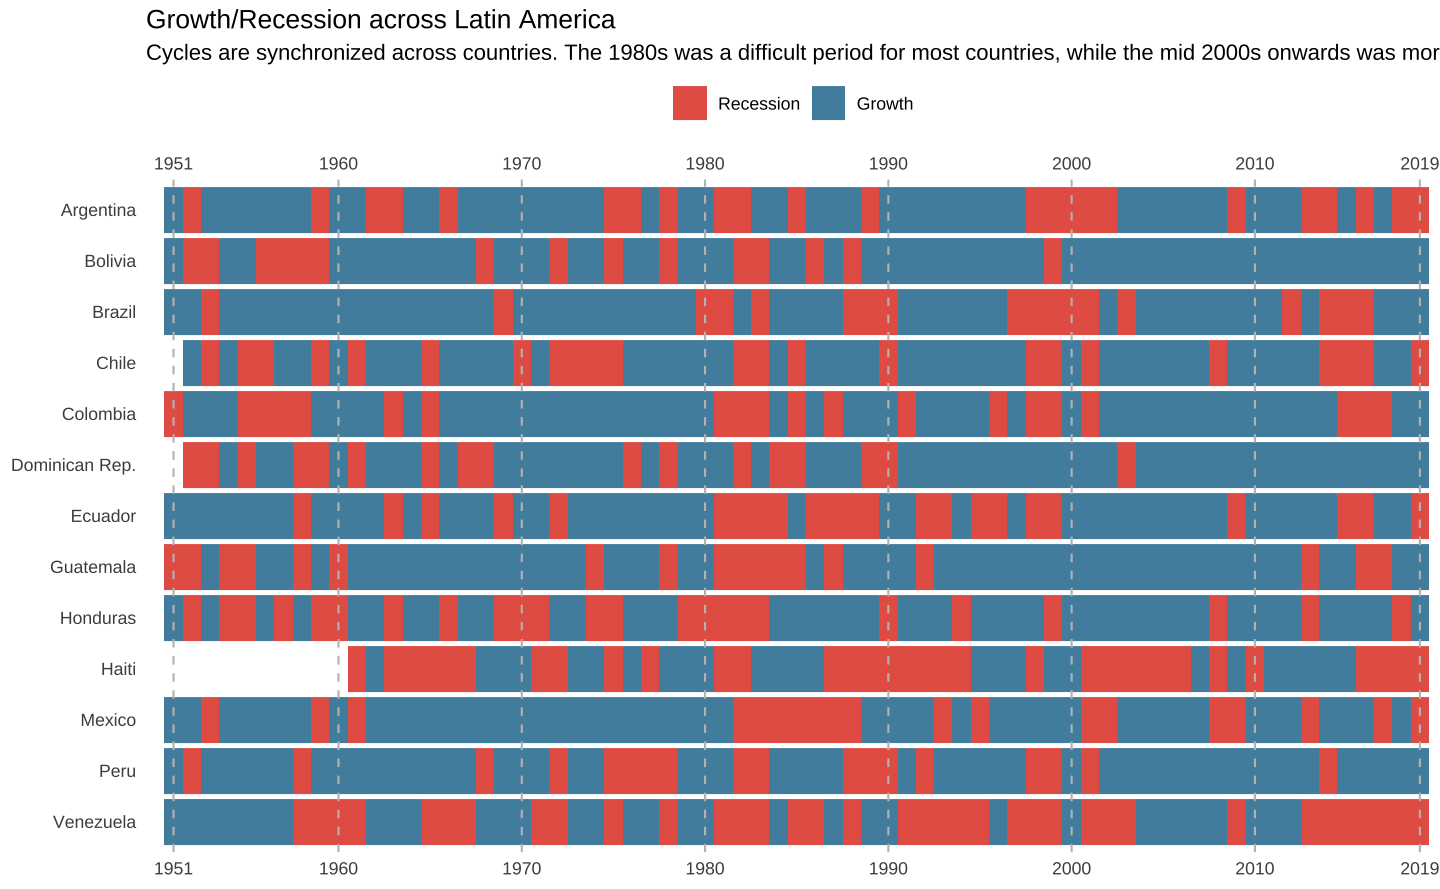 Growth/Recession across Latin America
Cycles are synchronized across countries. The 1980s was a difficult period for most countries, while the mid 2000s onwards was mor
Recession Growth
1951 1960 1970 1980 1990 2000 2010 2019
Argentina
Bolivia
Brazil
Chile
Colombia
Dominican Rep.
Ecuador
Guatemala
Honduras
Haiti
Mexico
Peru
Venezuela
1951 1960 1970 1980 1990 2000 2010 2019